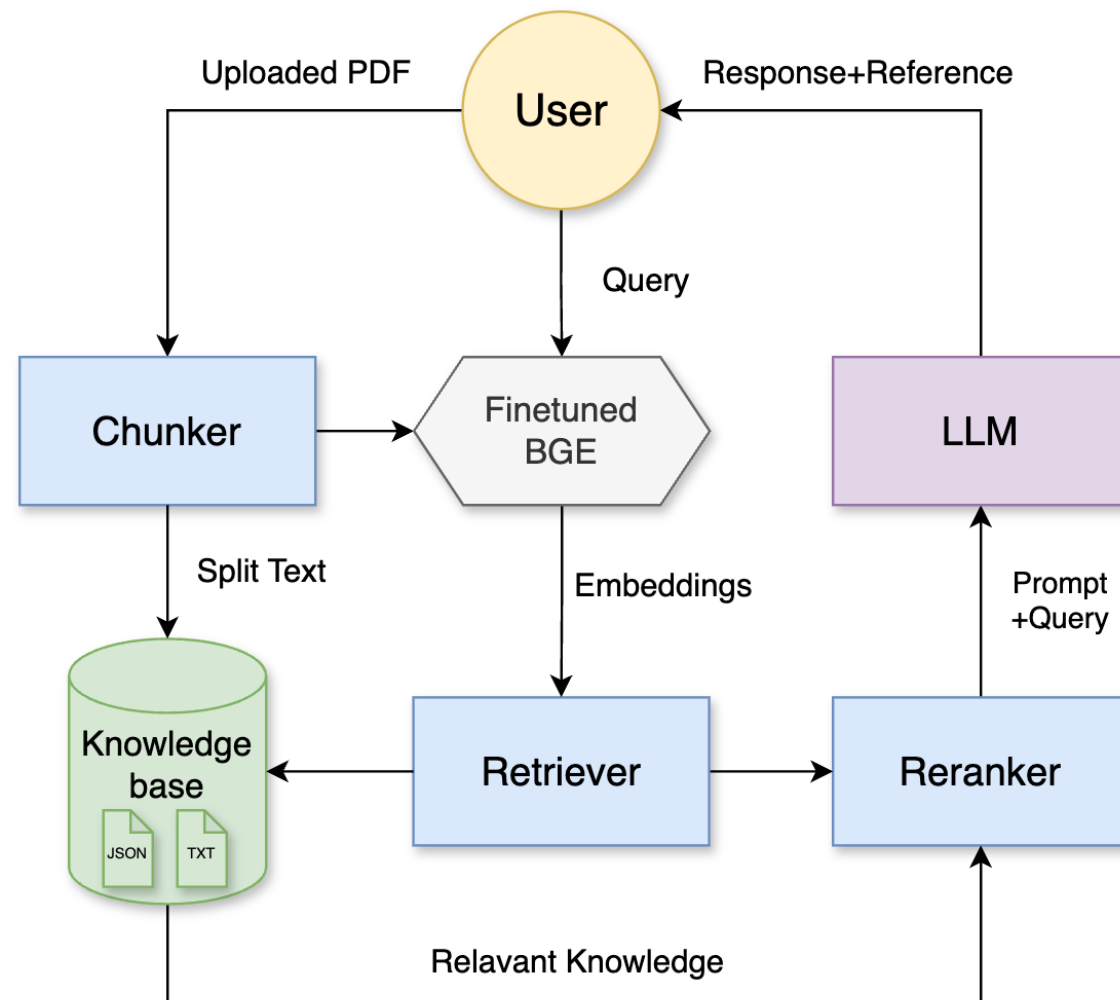 Uploaded PDF
User
Response+Reference
Query
Chunker
Finetuned
BGE
LLM
Split Text
Embeddings
Prompt
+Query
Knowledge
base
JSON
TXT
Retriever
Reranker
Relavant Knowledge